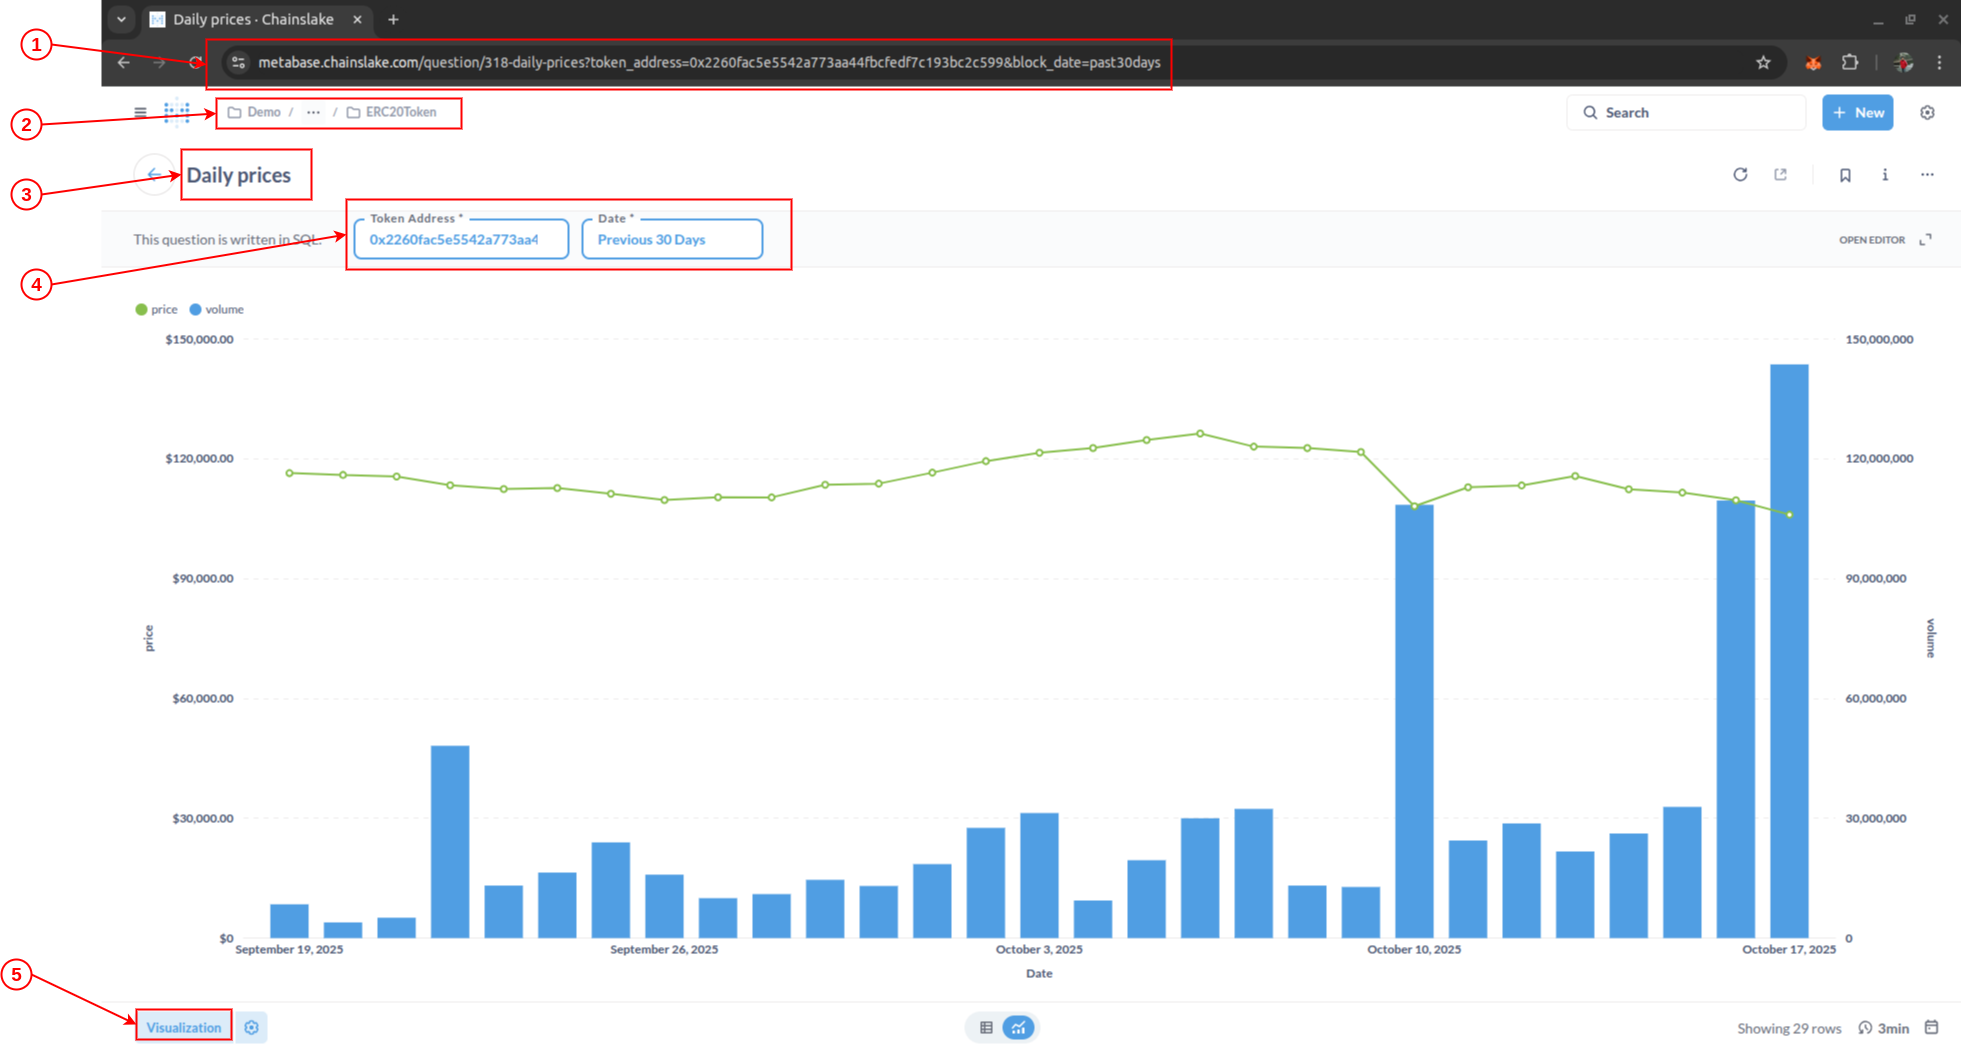 Daily prices · Chainslake
1
metabase.chainslake.com/question/318-daily-prices?token_address=0x2260fac5e5542a773aa44fbcfedf7c193bc2c599&block_date=past30days
2
Demo / ... / ERC20Token
Search
+ New
3
Daily prices
This question is written in SQL.
Token Address *
0x2260fac5e5542a773aa4
Date *
Previous 30 Days
OPEN EDITOR
4
price volume
$150,000.00
$120,000.00
$90,000.00
$60,000.00
$30,000.00
$0
price
150,000,000
120,000,000
90,000,000
60,000,000
30,000,000
0
volume
September 19, 2025
September 26, 2025
October 3, 2025
October 10, 2025
October 17, 2025
Date
5
Visualization
Showing 29 rows
3min